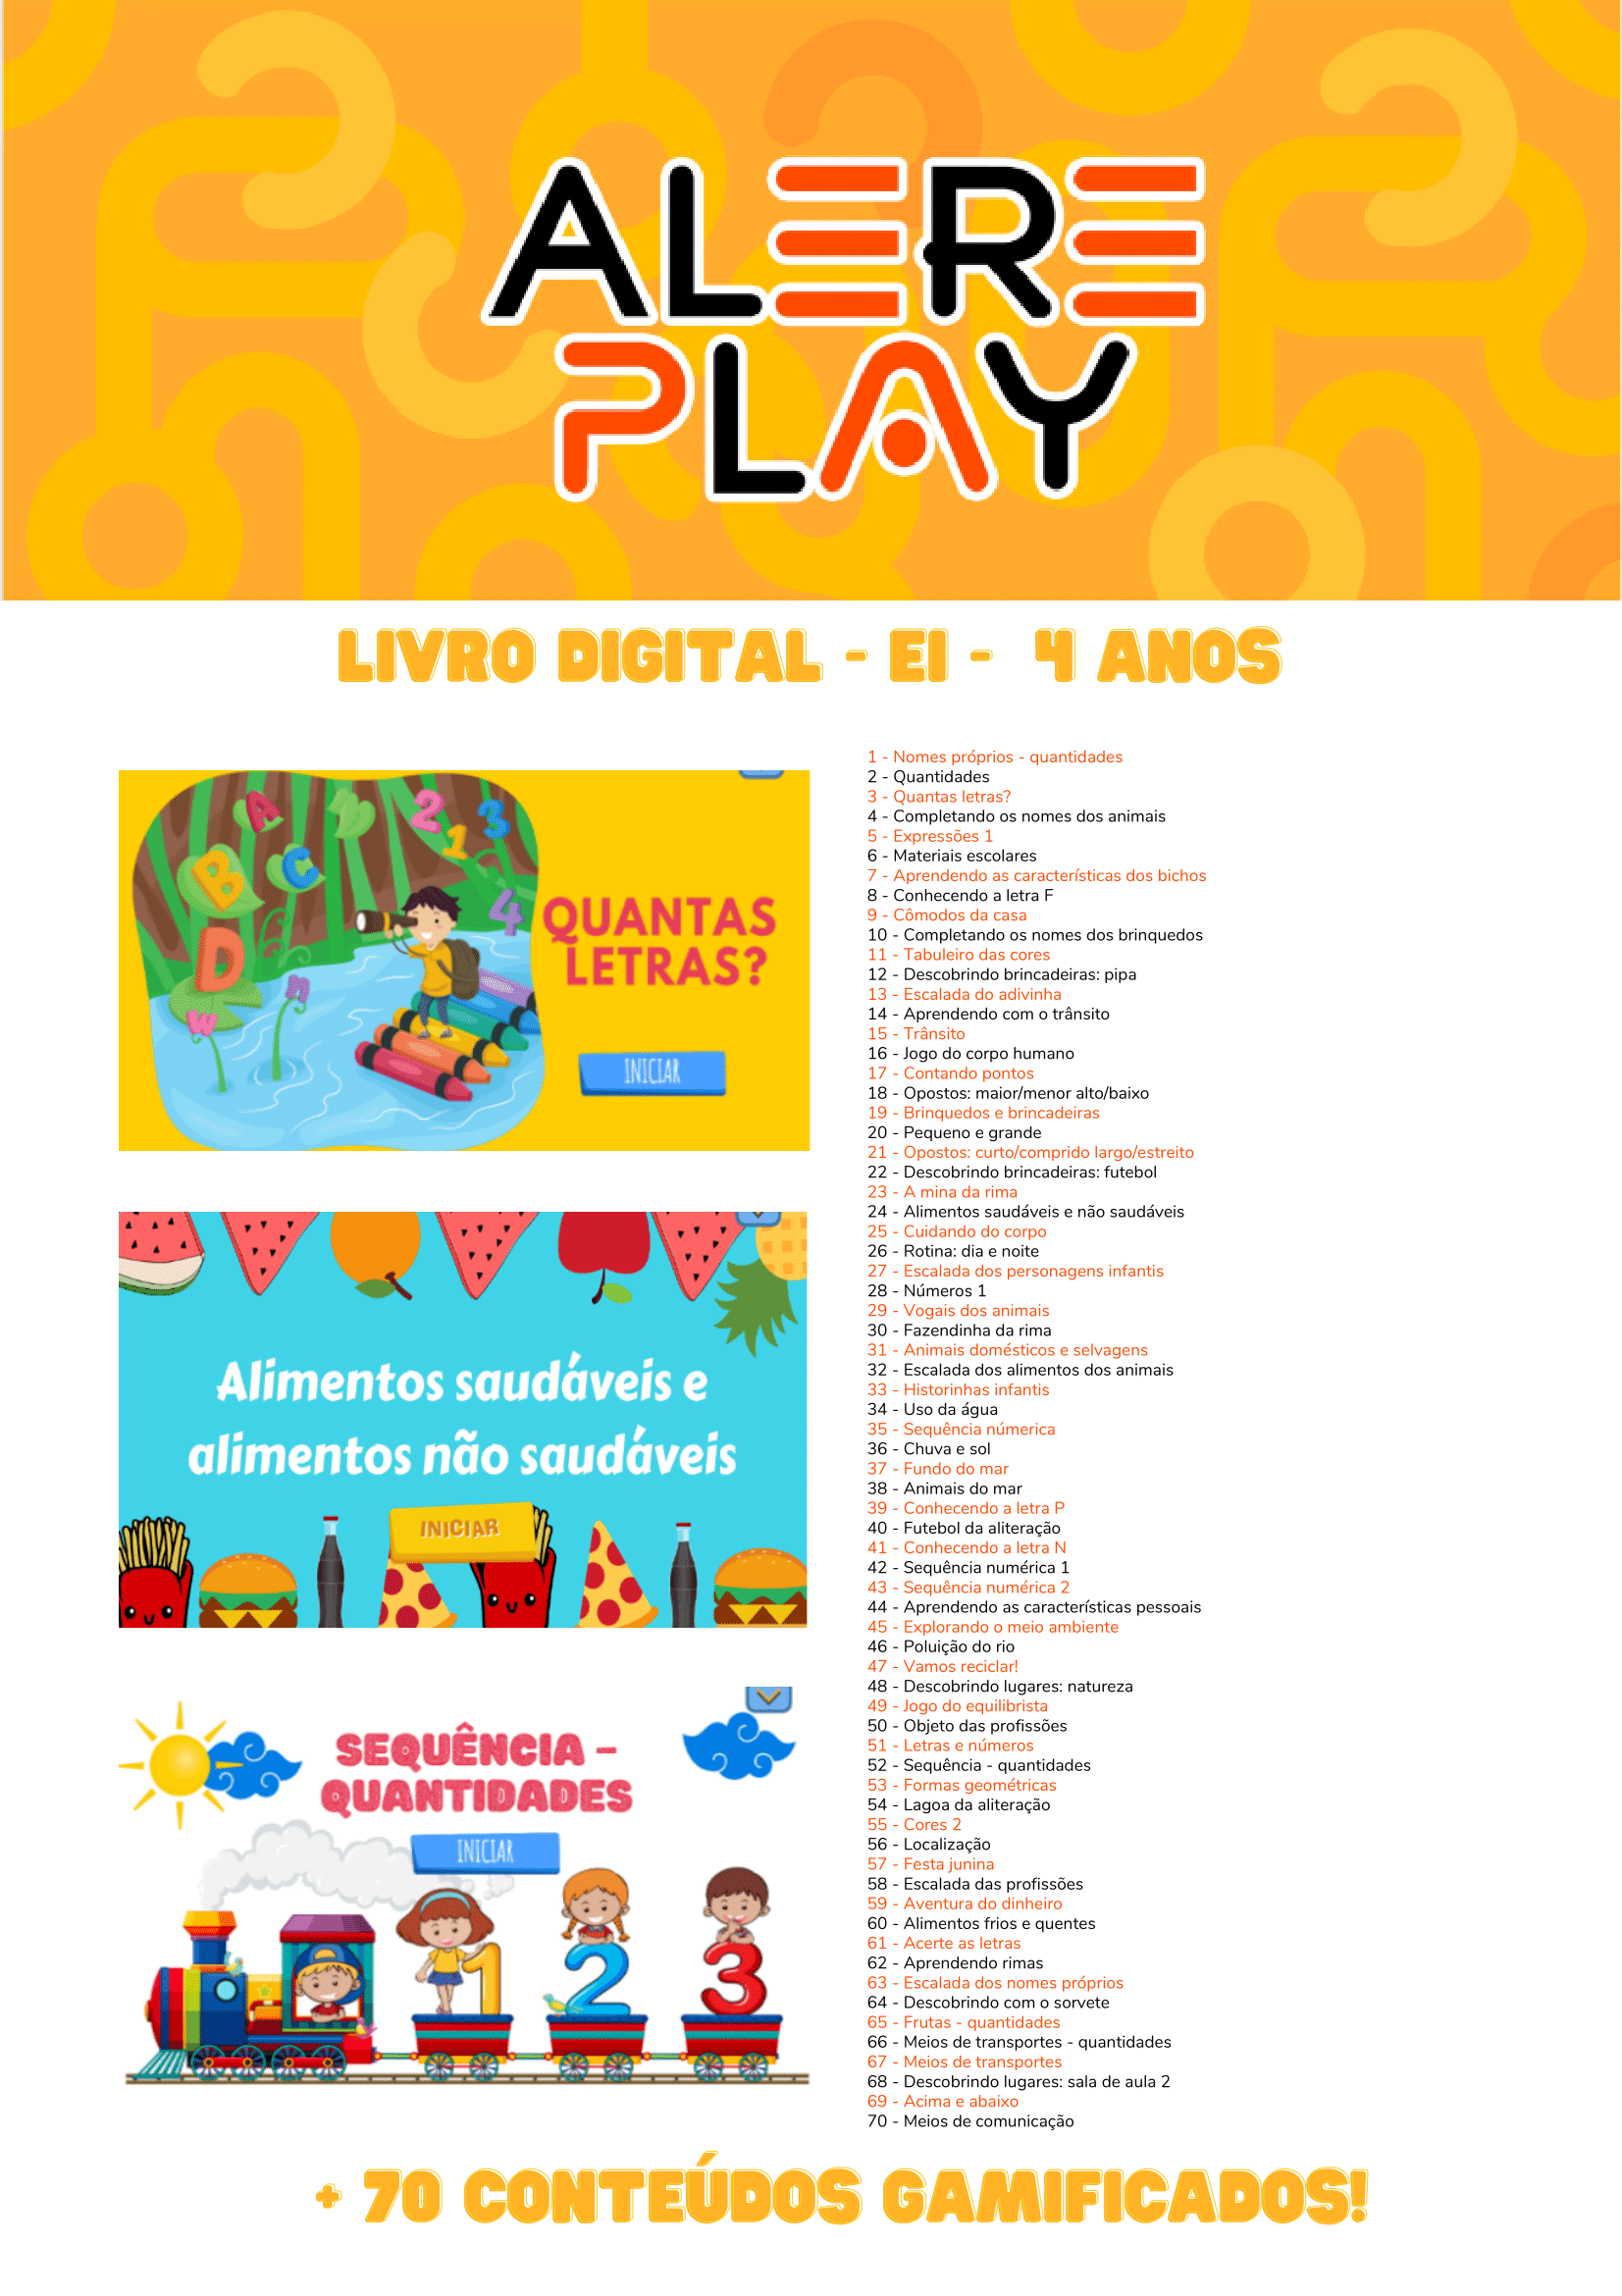 ALERE
PLAY
LIVRO DIGITAL - EI - 4 ANOS
A
B
C
D
W
n
2
1
3
4
QUANTAS
LETRAS?
INICIAR
Alimentos saudáveis e
alimentos não saudáveis
INICIAR
SEQUÊNCIA -
QUANTIDADES
INICIAR
1
2
3
1 - Nomes próprios - quantidades
2 - Quantidades
3 - Quantas letras?
4 - Completando os nomes dos animais
5 - Expressões 1
6 - Materiais escolares
7 - Aprendendo as características dos bichos
8 - Conhecendo a letra F
9 - Cômodos da casa
10 - Completando os nomes dos brinquedos
11 - Tabuleiro das cores
12 - Descobrindo brincadeiras: pipa
13 - Escalada do adivinha
14 - Aprendendo com o trânsito
15 - Trânsito
16 - Jogo do corpo humano
17 - Contando pontos
18 - Opostos: maior/menor alto/baixo
19 - Brinquedos e brincadeiras
20 - Pequeno e grande
21 - Opostos: curto/comprido largo/estreito
22 - Descobrindo brincadeiras: futebol
23 - A mina da rima
24 - Alimentos saudáveis e não saudáveis
25 - Cuidando do corpo
26 - Rotina: dia e noite
27 - Escalada dos personagens infantis
28 - Números 1
29 - Vogais dos animais
30 - Fazendinha da rima
31 - Animais domésticos e selvagens
32 - Escalada dos alimentos dos animais
33 - Historinhas infantis
34 - Uso da água
35 - Sequência númerica
36 - Chuva e sol
37 - Fundo do mar
38 - Animais do mar
39 - Conhecendo a letra P
40 - Futebol da aliteração
41 - Conhecendo a letra N
42 - Sequência numérica 1
43 - Sequência numérica 2
44 - Aprendendo as características pessoais
45 - Explorando o meio ambiente
46 - Poluição do rio
47 - Vamos reciclar!
48 - Descobrindo lugares: natureza
49 - Jogo do equilibrista
50 - Objeto das profissões
51 - Letras e números
52 - Sequência - quantidades
53 - Formas geométricas
54 - Lagoa da aliteração
55 - Cores 2
56 - Localização
57 - Festa junina
58 - Escalada das profissões
59 - Aventura do dinheiro
60 - Alimentos frios e quentes
61 - Acerte as letras
62 - Aprendendo rimas
63 - Escalada dos nomes próprios
64 - Descobrindo com o sorvete
65 - Frutas - quantidades
66 - Meios de transportes - quantidades
67 - Meios de transportes
68 - Descobrindo lugares: sala de aula 2
69 - Acima e abaixo
70 - Meios de comunicação
+ 70 CONTEÚDOS GAMIFICADOS!